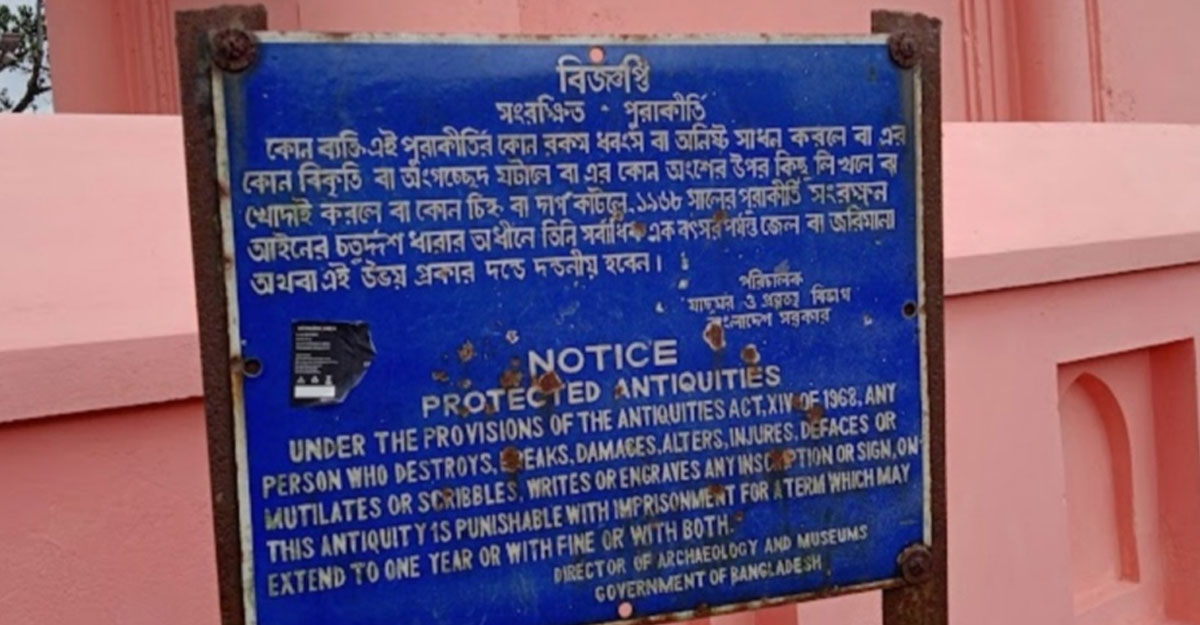 বিজ্ঞপ্তি
সংরক্ষিত - পুরাকীর্তি
কোন ব্যক্তি এই পুরাকীর্তির কোন রকম ধবংস বা অনিষ্ট সাধন করলে বা এর
কোন বিকৃতি বা অংগচ্ছেদ ঘটালে বা এর কোন অংশের উপর কিছু লিখলে বা
খোদাই করলে বা কোন চিহ্ন বা দাগ কাটলে, ১৯৬৮ সালের পুরাকীর্ত্তি সংরক্ষন
আইনের চতুর্দ্দশ ধারার অধীনে তিনি সর্বাধিক এক বৎসর পর্যন্ত জেল বা জরিমানা
অথবা এই উভয় প্রকার দন্ডে দন্ডনীয় হবেন।
পরিচালক
যাদুঘর ও প্রত্নতত্ব বিভাগ
বাংলাদেশ সরকার
NOTICE
PROTECTED ANTIQUITIES
UNDER THE PROVISIONS OF THE ANTIQUITIES ACT, XIV OF 1968, ANY
PERSON WHO DESTROYS, BREAKS, DAMAGES, ALTERS, INJURES, DEFACES OR
MUTILATES OR SCRIBBLES, WRITES OR ENGRAVES ANY INSCRIPTION OR SIGN, ON
THIS ANTIQUITY IS PUNISHABLE WITH IMPRISONMENT FOR A TERM WHICH MAY
EXTEND TO ONE YEAR OR WITH FINE OR WITH BOTH.
DIRECTOR OF ARCHAEOLOGY AND MUSEUMS
GOVERNMENT OF BANGLADESH